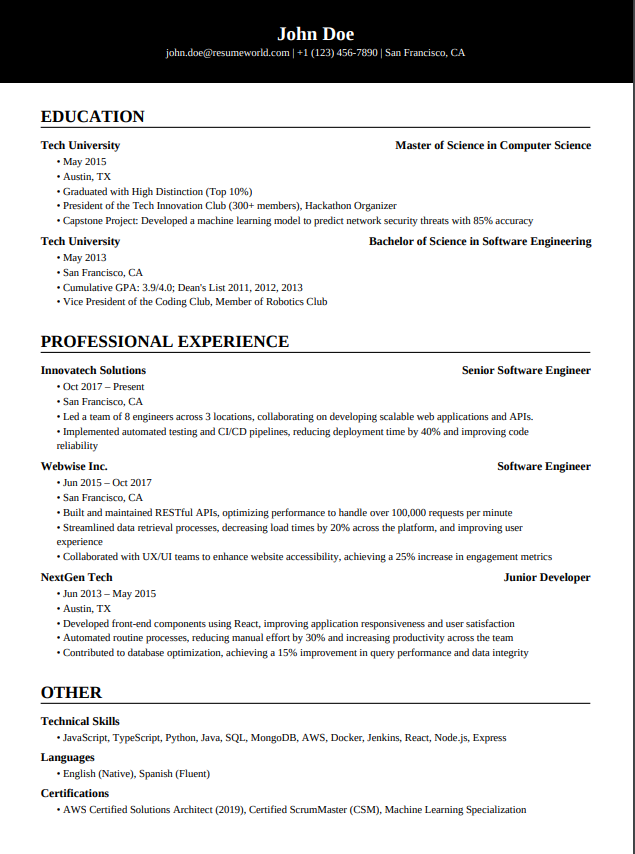 John Doe
john.doe@resumeworld.com | +1 (123) 456-7890 | San Francisco, CA
EDUCATION
Tech University Master of Science in Computer Science
• May 2015
• Austin, TX
• Graduated with High Distinction (Top 10%)
• President of the Tech Innovation Club (300+ members), Hackathon Organizer
• Capstone Project: Developed a machine learning model to predict network security threats with 85% accuracy
Tech University Bachelor of Science in Software Engineering
• May 2013
• San Francisco, CA
• Cumulative GPA: 3.9/4.0; Dean's List 2011, 2012, 2013
• Vice President of the Coding Club, Member of Robotics Club
PROFESSIONAL EXPERIENCE
Innovatech Solutions Senior Software Engineer
• Oct 2017 – Present
• San Francisco, CA
• Led a team of 8 engineers across 3 locations, collaborating on developing scalable web applications and APIs.
• Implemented automated testing and CI/CD pipelines, reducing deployment time by 40% and improving code
reliability
Webwise Inc. Software Engineer
• Jun 2015 – Oct 2017
• San Francisco, CA
• Built and maintained RESTful APIs, optimizing performance to handle over 100,000 requests per minute
• Streamlined data retrieval processes, decreasing load times by 20% across the platform, and improving user
experience
• Collaborated with UX/UI teams to enhance website accessibility, achieving a 25% increase in engagement metrics
NextGen Tech Junior Developer
• Jun 2013 – May 2015
• Austin, TX
• Developed front-end components using React, improving application responsiveness and user satisfaction
• Automated routine processes, reducing manual effort by 30% and increasing productivity across the team
• Contributed to database optimization, achieving a 15% improvement in query performance and data integrity
OTHER
Technical Skills
• JavaScript, TypeScript, Python, Java, SQL, MongoDB, AWS, Docker, Jenkins, React, Node.js, Express
Languages
• English (Native), Spanish (Fluent)
Certifications
• AWS Certified Solutions Architect (2019), Certified ScrumMaster (CSM), Machine Learning Specialization